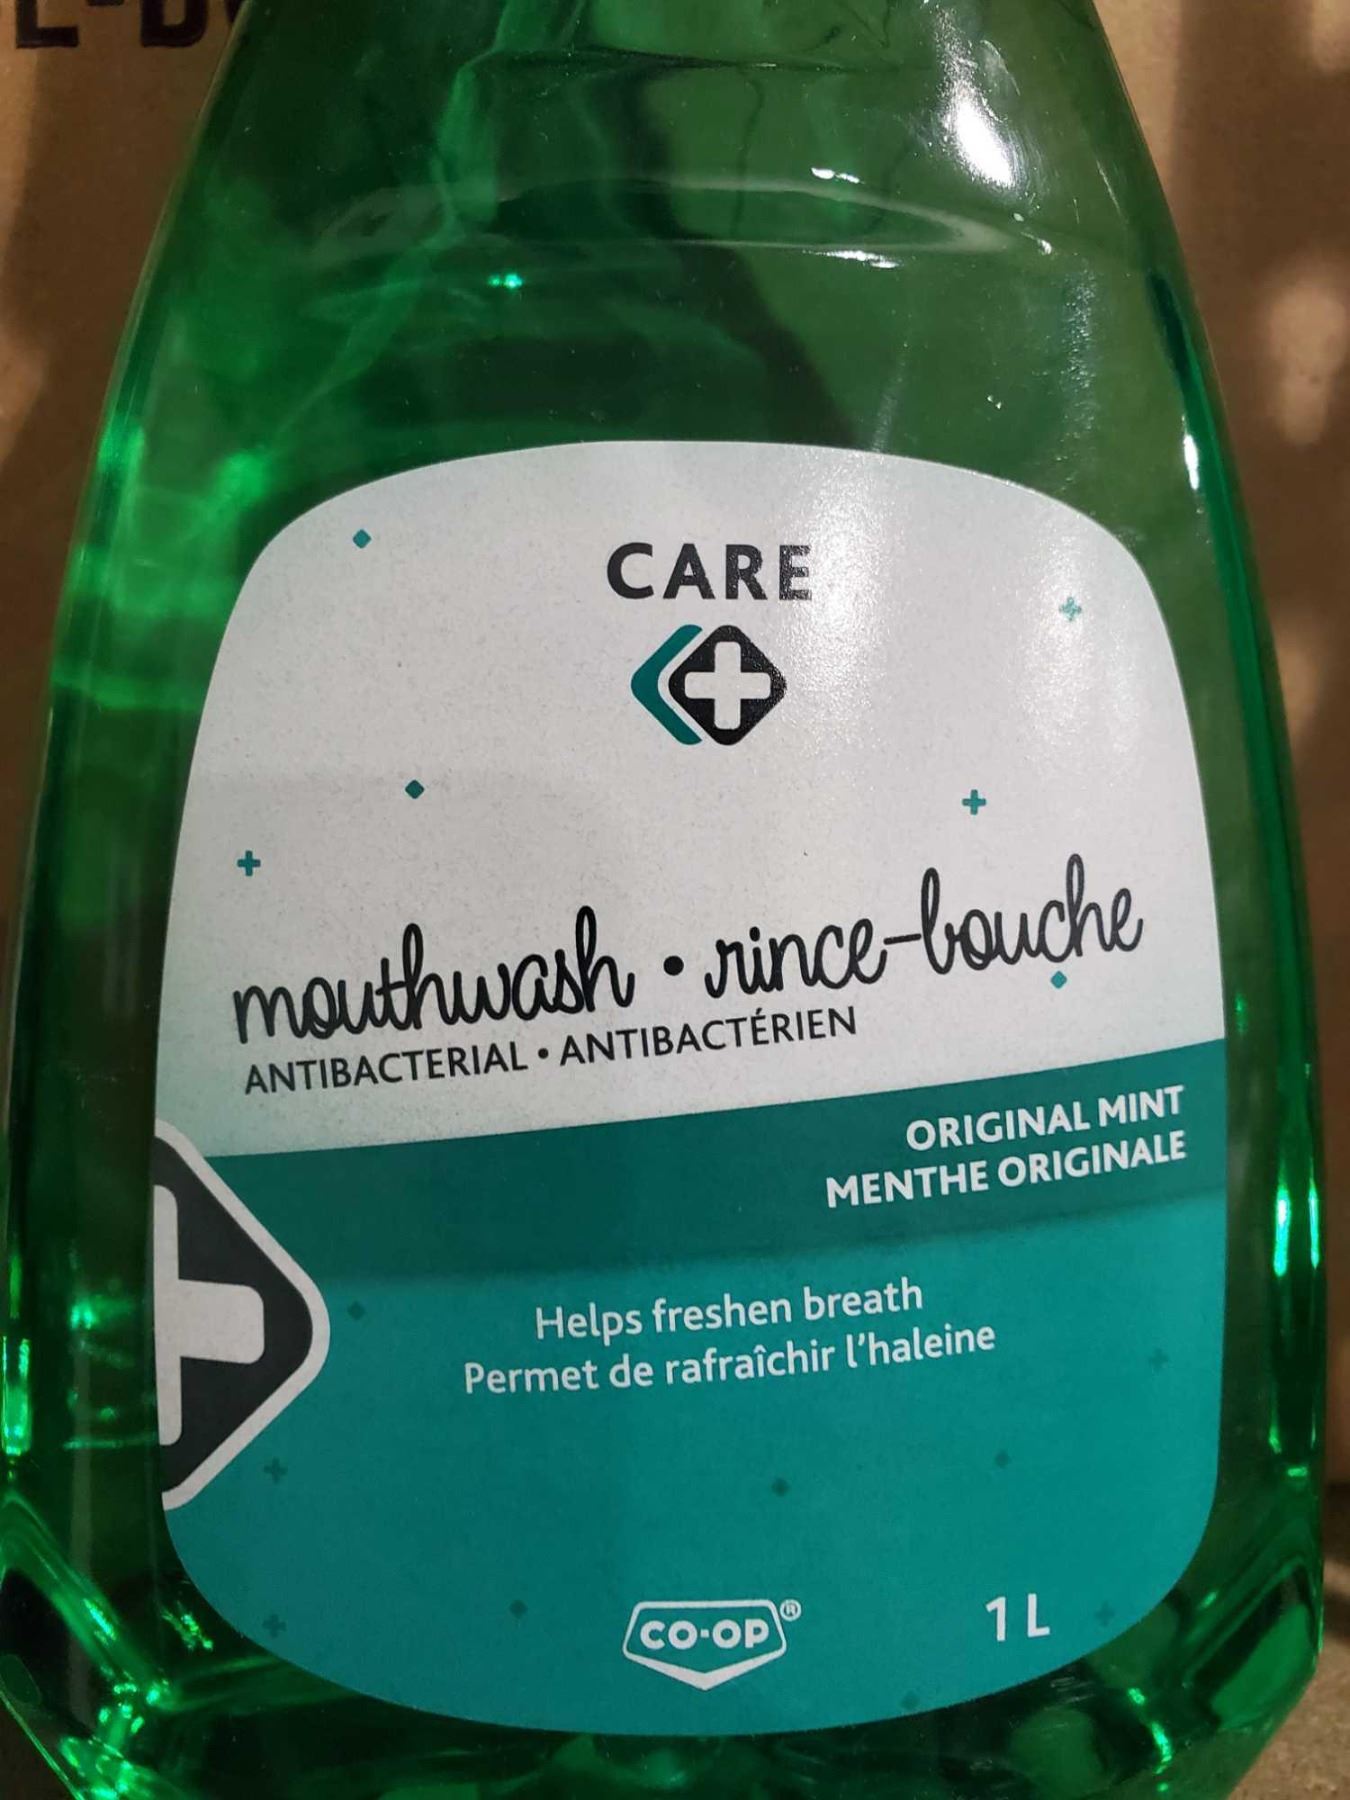 CARE
mouthwash • rince-bouche
ANTIBACTERIAL • ANTIBACTÉRIEN
ORIGINAL MINT
MENTHE ORIGINALE
Helps freshen breath
Permet de rafraîchir l'haleine
CO-OP®
1 L